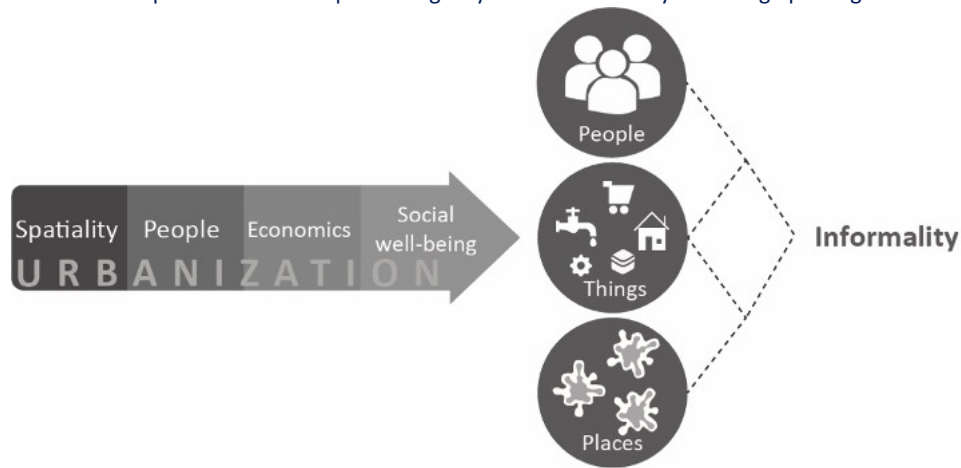 People
Spatiality People Economics Social well-being
URBANIZATION
Things
Informality
Places